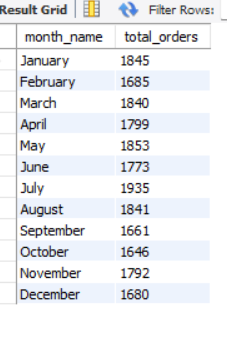 Result Grid Filter Rows:
month_name total_orders
January 1845
February 1685
March 1840
April 1799
May 1853
June 1773
July 1935
August 1841
September 1661
October 1646
November 1792
December 1680